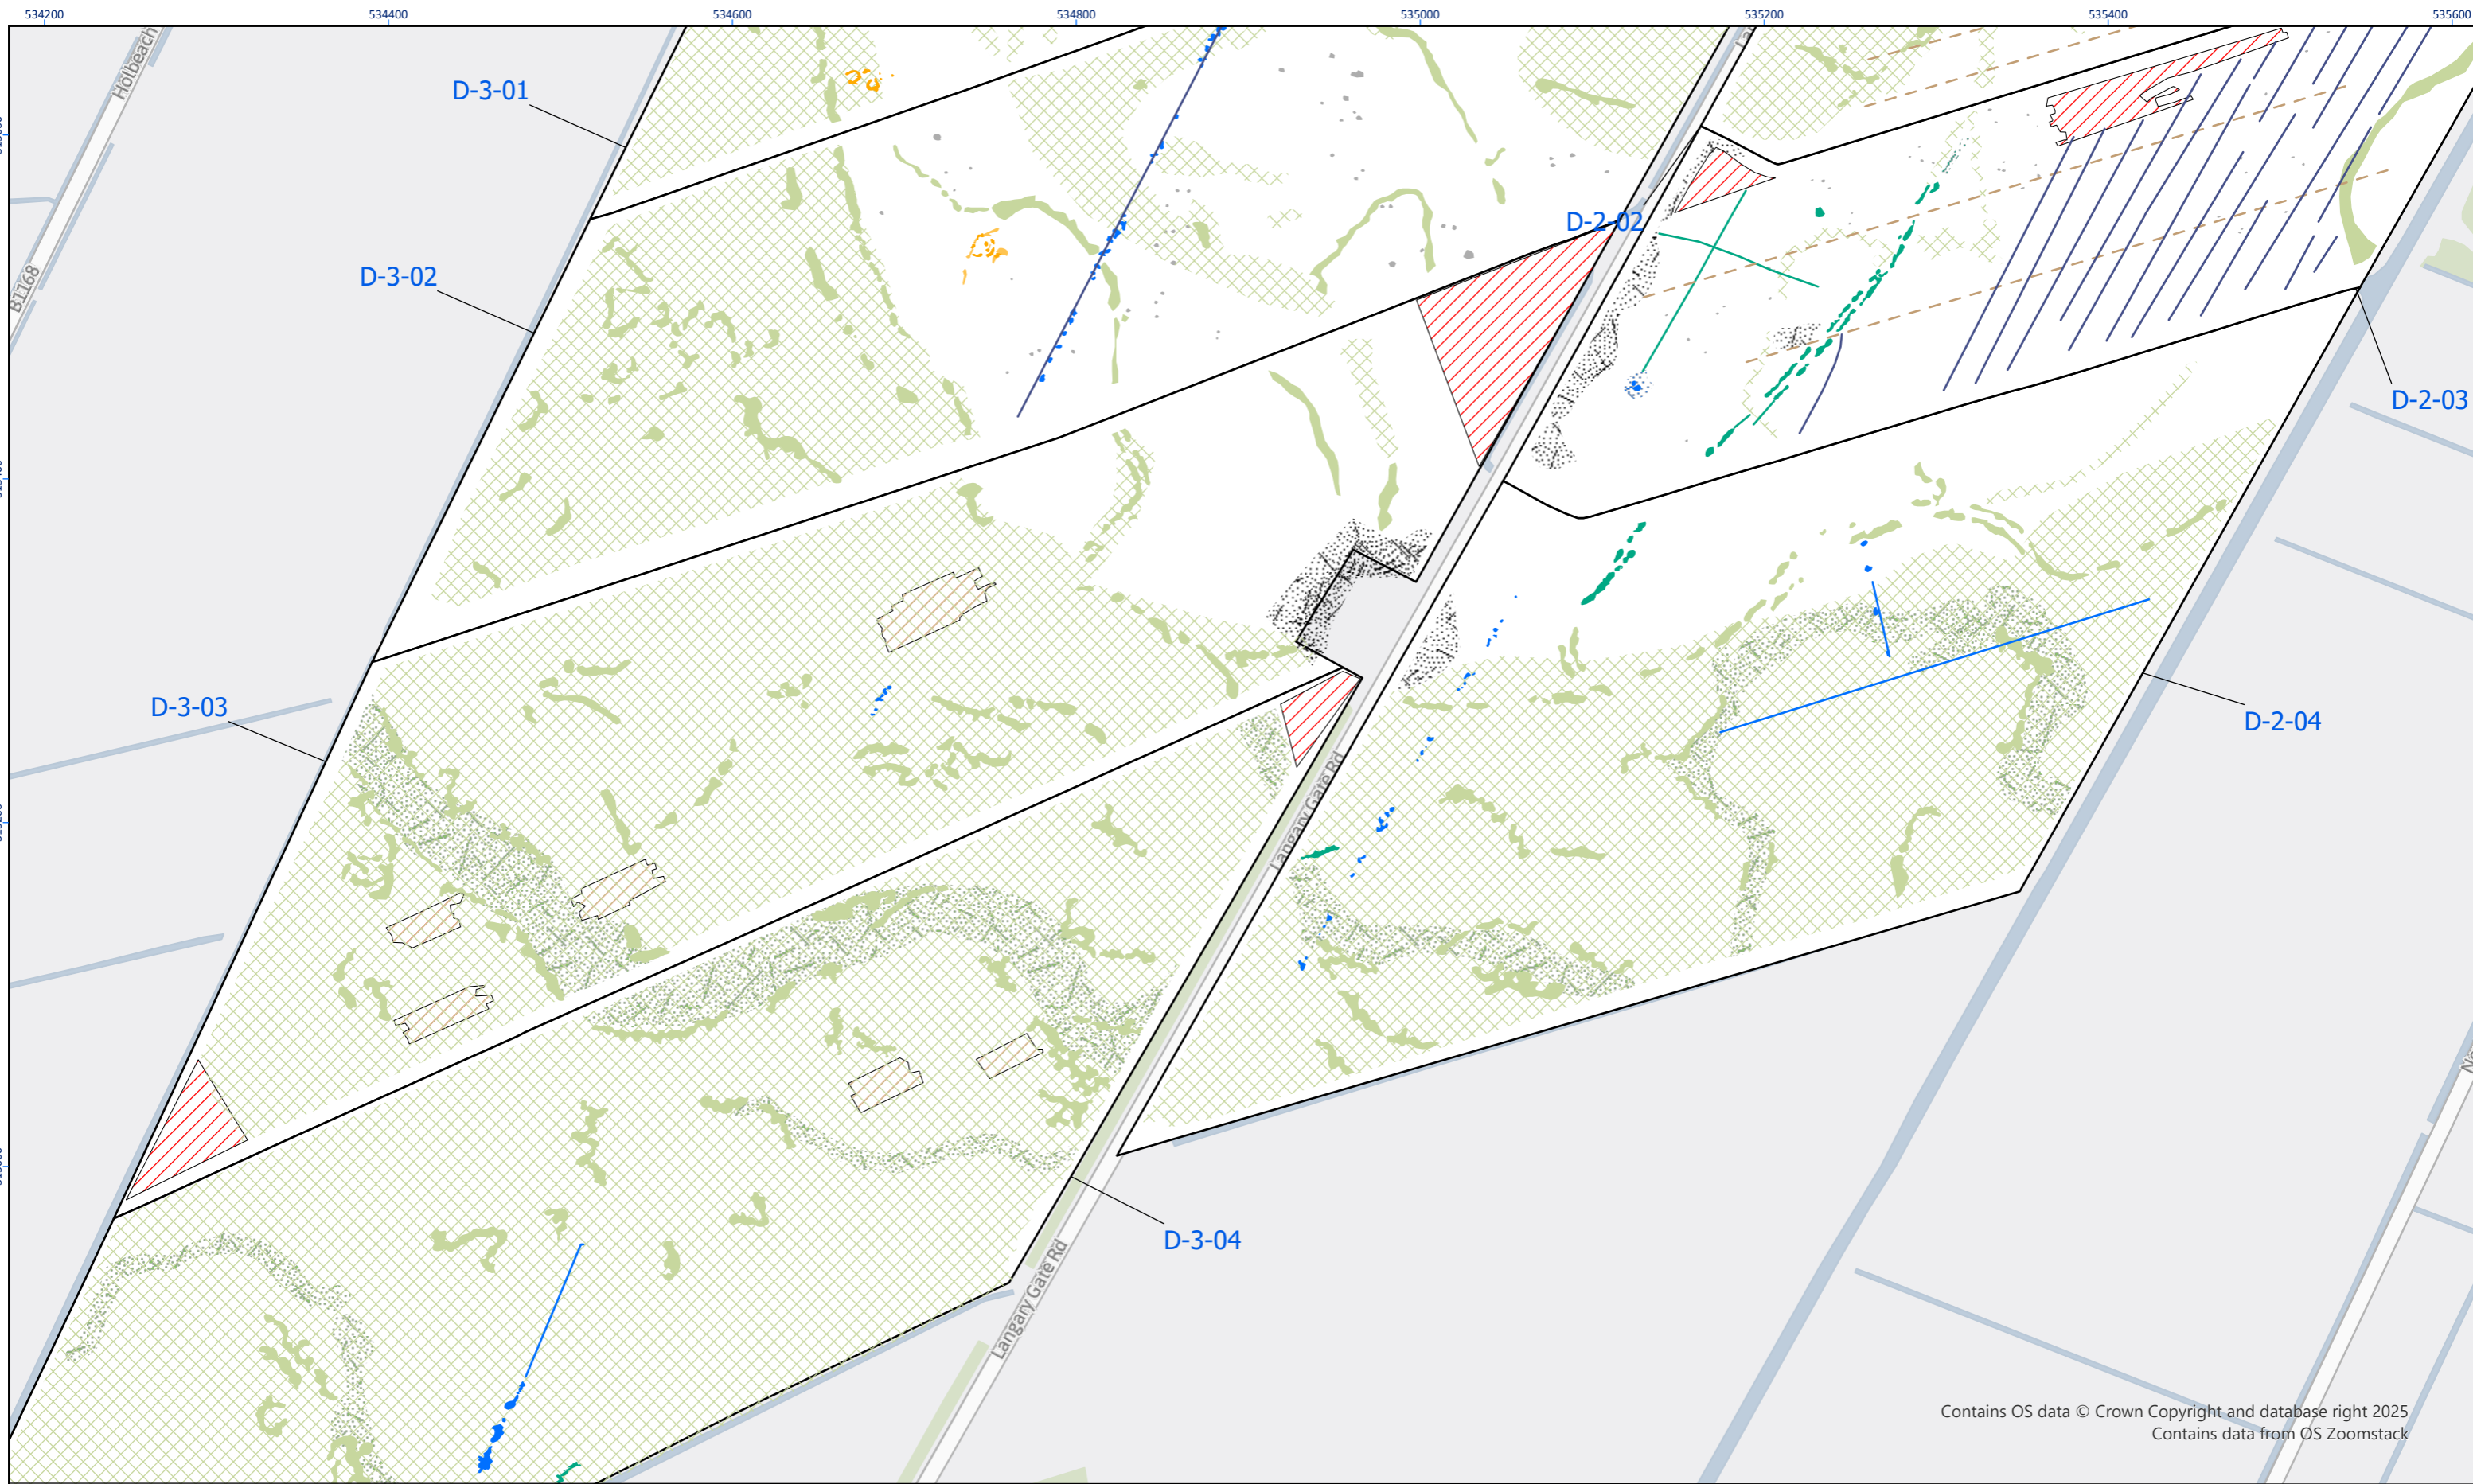 534200
534400
534600
534800
535000
535200
535400
535600
Holbeach
D-3-01
D-2-02
D-3-02
B1168
D-2-03
D-3-03
D-2-04
Langary Gate Rd
D-3-04
Langary Gate Rd
Contains OS data © Crown Copyright and database right 2025
Contains data from OS Zoomstack